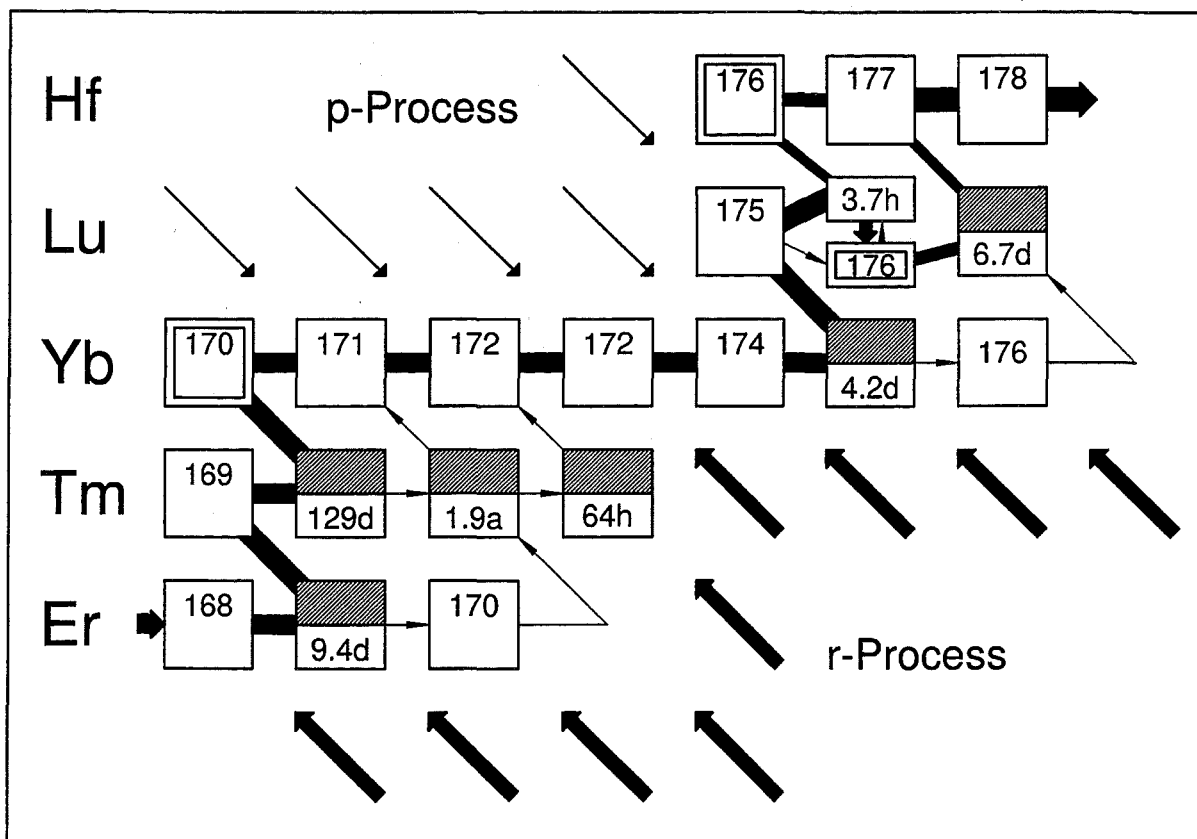 Hf p-Process 176 177 178
Lu 175 3.7h 176 6.7d
Yb 170 171 172 172 174 4.2d 176
Tm 169 129d 1.9a 64h
Er 168 9.4d 170 r-Process